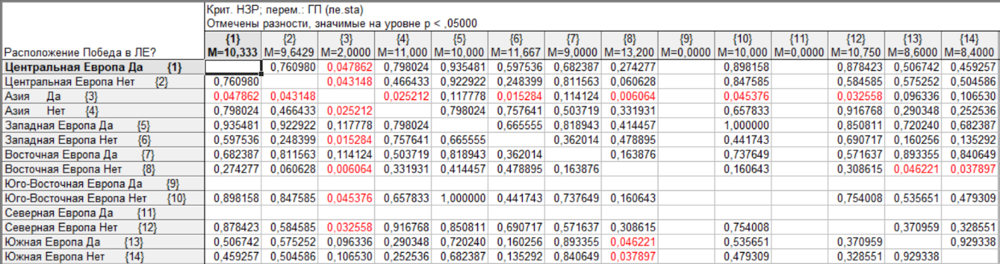 Крит. НЗР; перем.: ГП (ле.sta)
Отмечены разности, значимые на уровне p < ,05000
{1} {2} {3} {4} {5} {6} {7} {8} {9} {10} {11} {12} {13} {14}
Расположение Победа в ЛЕ? M=10,333 M=9,6429 M=2,0000 M=11,000 M=10,000 M=11,667 M=9,0000 M=13,200 M=0,0000 M=10,000 M=0,0000 M=10,750 M=8,6000 M=8,4000
Центральная Европа Да {1} 0,760980 0,047862 0,798024 0,935481 0,597536 0,682387 0,274277 0,898158 0,878423 0,506742 0,459257
Центральная Европа Нет {2} 0,760980 0,043148 0,466433 0,922922 0,248399 0,811563 0,060628 0,847585 0,584585 0,575252 0,504586
Азия Да {3} 0,047862 0,043148 0,025212 0,117778 0,015284 0,114124 0,006064 0,045376 0,032558 0,096336 0,106530
Азия Нет {4} 0,798024 0,466433 0,025212 0,798024 0,757641 0,503719 0,331931 0,657833 0,916768 0,290348 0,252536
Западная Европа Да {5} 0,935481 0,922922 0,117778 0,798024 0,665555 0,818943 0,414457 1,000000 0,850811 0,720240 0,682387
Западная Европа Нет {6} 0,597536 0,248399 0,015284 0,757641 0,665555 0,362014 0,478895 0,441743 0,690717 0,160256 0,135292
Восточная Европа Да {7} 0,682387 0,811563 0,114124 0,503719 0,818943 0,362014 0,163876 0,737649 0,571637 0,893355 0,840649
Восточная Европа Нет {8} 0,274277 0,060628 0,006064 0,331931 0,414457 0,478895 0,163876 0,160643 0,308615 0,046221 0,037897
Юго-Восточная Европа Да {9}
Юго-Восточная Европа Нет {10} 0,898158 0,847585 0,045376 0,657833 1,000000 0,441743 0,737649 0,160643 0,754008 0,535651 0,479309
Северная Европа Да {11}
Северная Европа Нет {12} 0,878423 0,584585 0,032558 0,916768 0,850811 0,690717 0,571637 0,308615 0,754008 0,370959 0,328551
Южная Европа Да {13} 0,506742 0,575252 0,096336 0,290348 0,720240 0,160256 0,893355 0,046221 0,535651 0,370959 0,929338
Южная Европа Нет {14} 0,459257 0,504586 0,106530 0,252536 0,682387 0,135292 0,840649 0,037897 0,479309 0,328551 0,929338